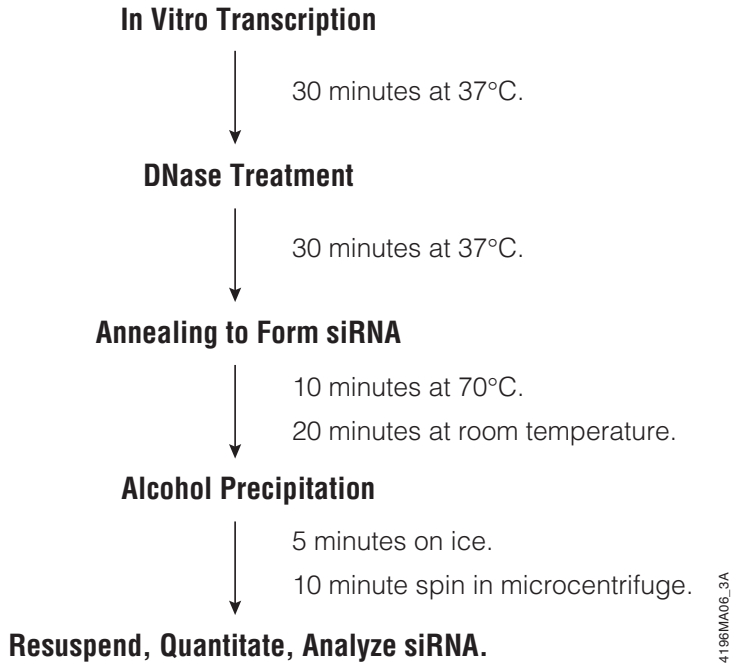 In Vitro Transcription
30 minutes at 37°C.
DNase Treatment
30 minutes at 37°C.
Annealing to Form siRNA
10 minutes at 70°C.
20 minutes at room temperature.
Alcohol Precipitation
5 minutes on ice.
10 minute spin in microcentrifuge.
Resuspend, Quantitate, Analyze siRNA.
4196MA06_3A